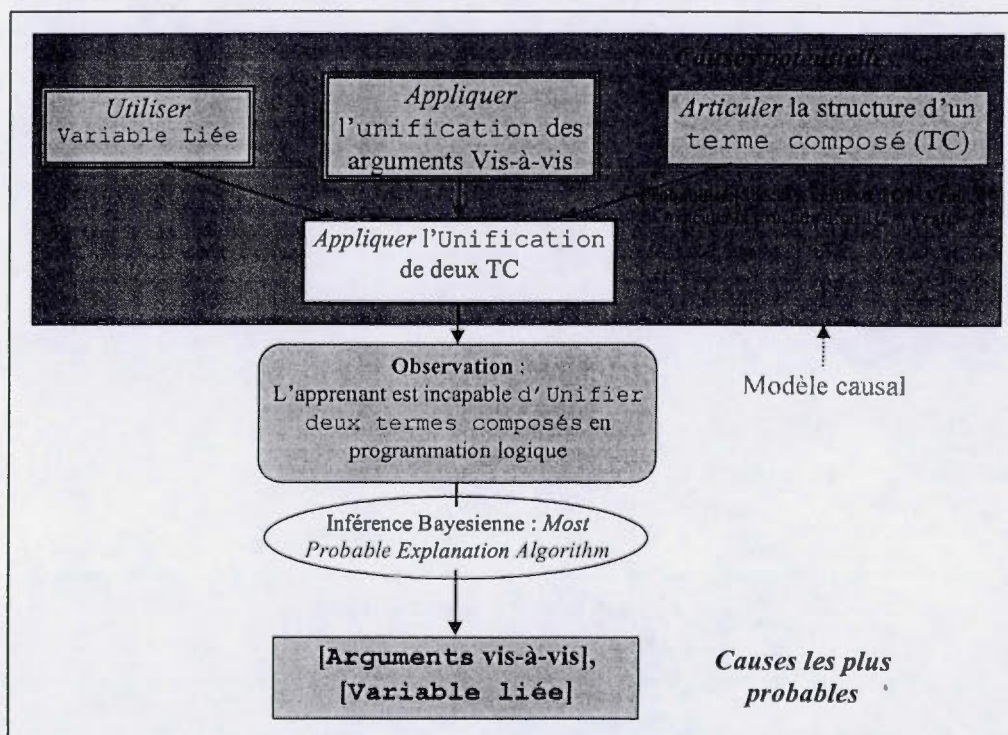 Causes potentielle
Utiliser
Variable Liée
Appliquer
l'unification des
arguments Vis-à-vis
Articuler la structure d'un
terme composé (TC)
Appliquer l'Unification
de deux TC
Observation :
L'apprenant est incapable d' Unifier
deux termes composés en
programmation logique
Modèle causal
Inférence Bayesienne : Most
Probable Explanation Algorithm
[Arguments vis-à-vis],
[Variable liée]
Causes les plus
probables